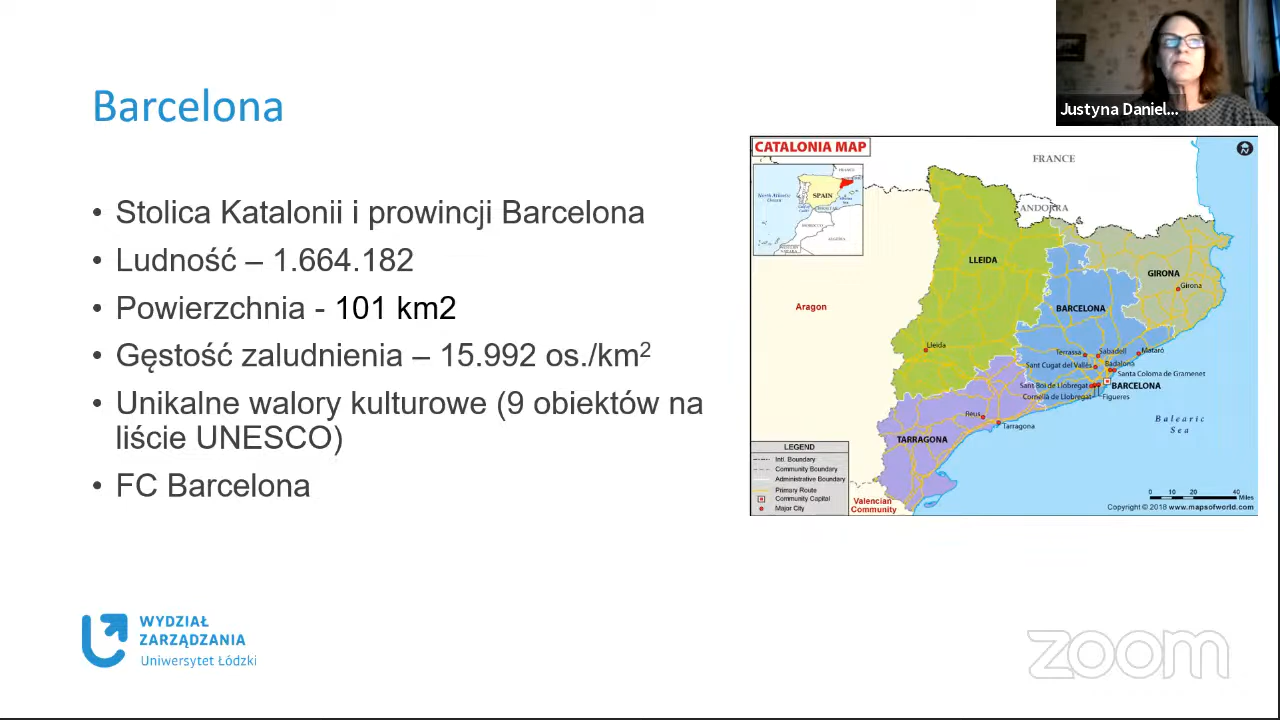 Justyna Daniel...
Barcelona
• Stolica Katalonii i prowincji Barcelona
• Ludność – 1.664.182
• Powierzchnia - 101 km2
• Gęstość zaludnienia – 15.992 os./km²
• Unikalne walory kulturowe (9 obiektów na
liście UNESCO)
• FC Barcelona
CATALONIA MAP
FRANCE
ANDORRA
SPAIN
North Atlantic
Ocean
MOROCCO
ALGERIA
LLEIDA
GIRONA
Girona
Aragon
BARCELONA
Lleida
Terrassa
Sabadell
Mataró
Sant Cugat del Vallès
Badalona
Santa Coloma de Gramenet
Sant Boi de Llobregat
BARCELONA
Cornellà de Llobregat
Figueres
Reus
Tarragona
TARRAGONA
Balearic
Sea
LEGEND
Intl. Boundary
Community Boundary
Administrative Boundary
Primary Route
Community Capital
Major City
Valencian
Community
0 10 20 40
Miles
Copyright © 2018 www.mapsofworld.com
WYDZIAŁ
ZARZĄDZANIA
Uniwersytet Łódzki
zoom